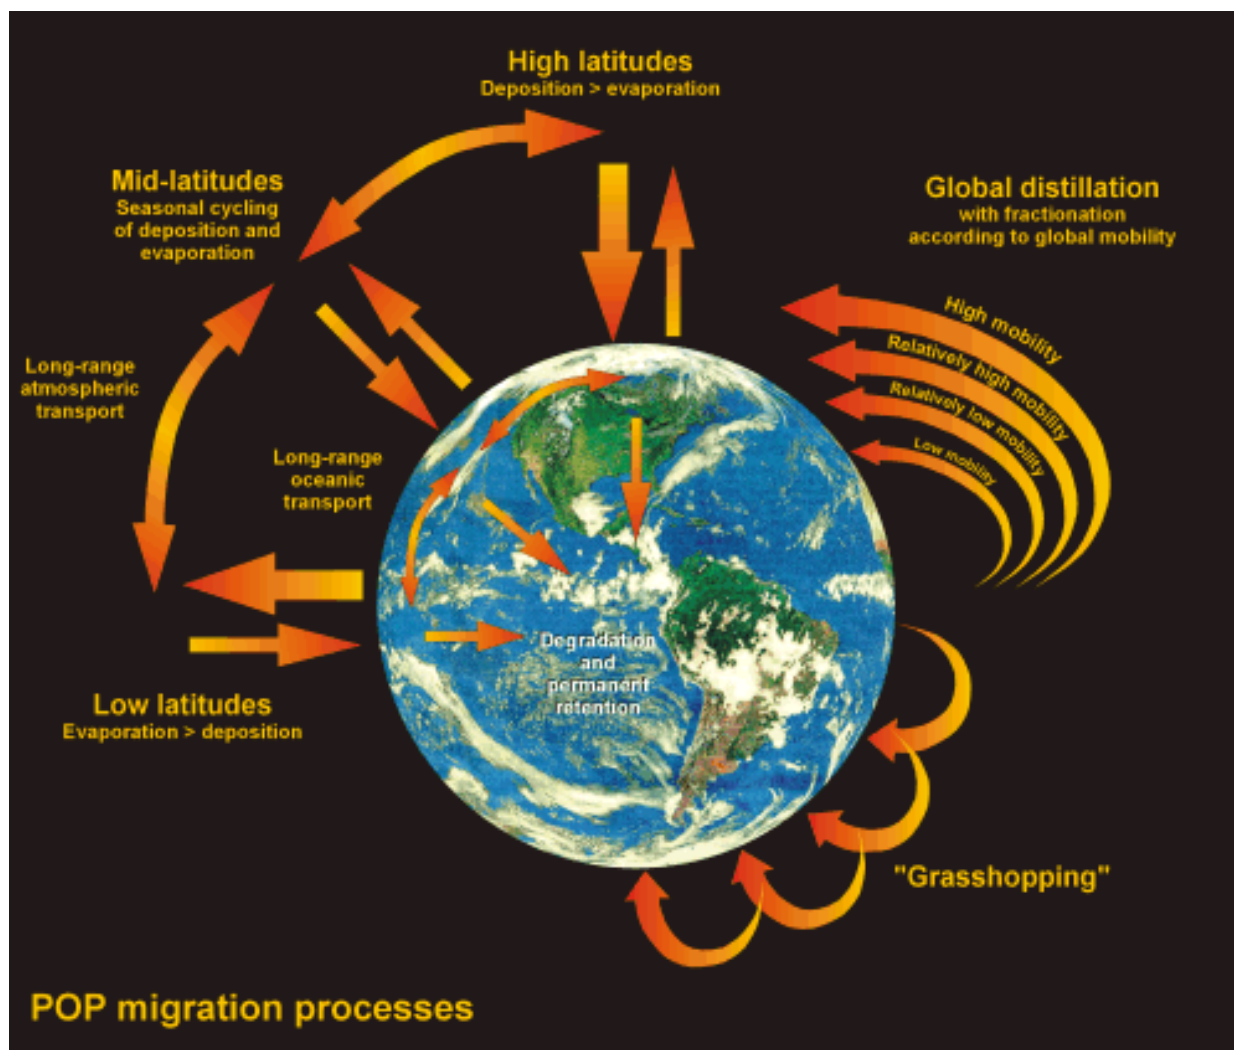 High latitudes
Deposition > evaporation
Mid-latitudes
Seasonal cycling
of deposition and
evaporation
Global distillation
with fractionation
according to global mobility
High mobility
Relatively high mobility
Relatively low mobility
Low mobility
Long-range
atmospheric
transport
Long-range
oceanic
transport
Degradation
and
permanent
retention
Low latitudes
Evaporation > deposition
"Grasshopping"
POP migration processes